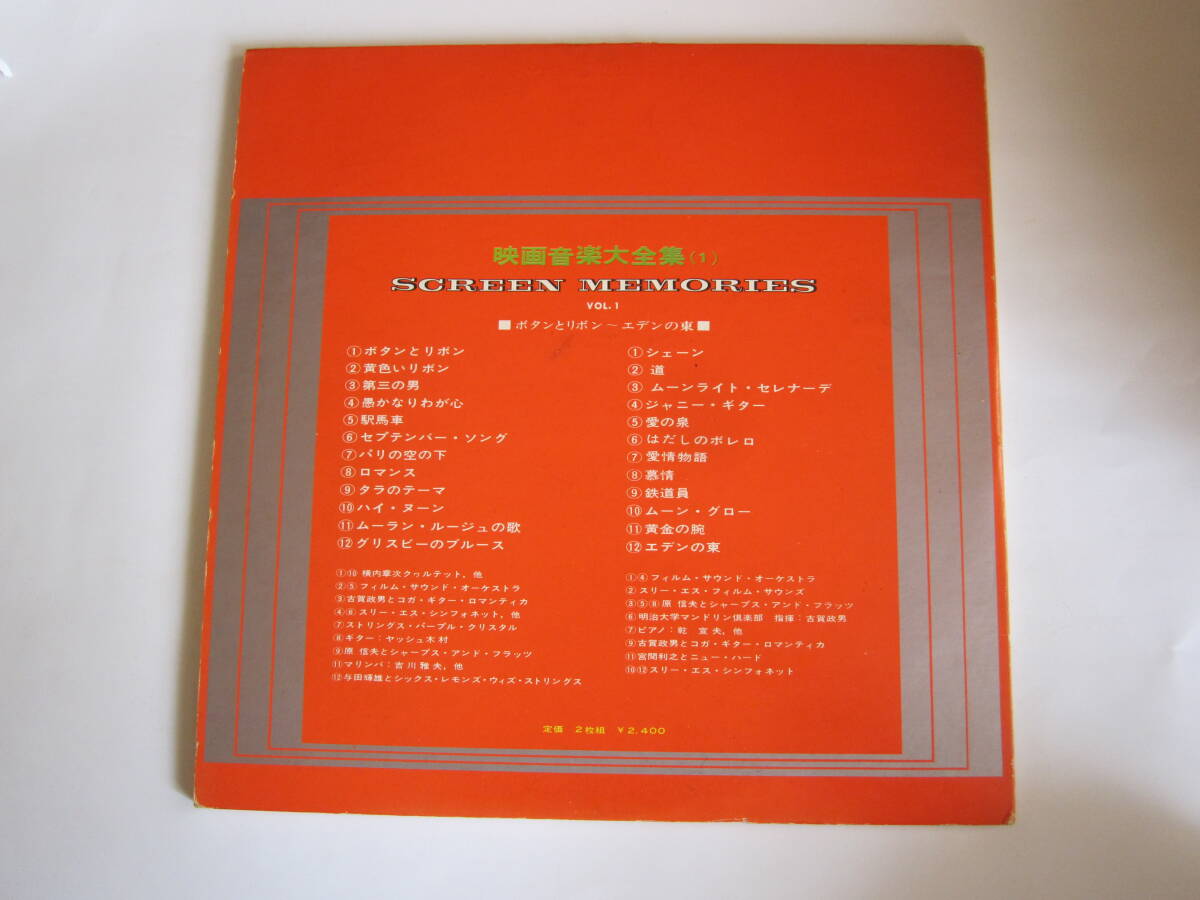 映画音楽大全集(1)
SCREEN MEMORIES
VOL.1
■ボタンとリボン～エデンの東■
①ボタンとリボン
②黄色いリボン
③第三の男
④愚かなりわが心
⑤駅馬車
⑥セプテンバー・ソング
⑦パリの空の下
⑧ロマンス
⑨タラのテーマ
⑩ハイ・ヌーン
⑪ムーラン・ルージュの歌
⑫グリスビーのブルース
①⑩横内章次クヮルテット，他
②⑤フィルム・サウンド・オーケストラ
③古賀政男とコガ・ギター・ロマンティカ
④⑥スリー・エス・シンフォネット，他
⑦ストリングス・パープル・クリスタル
⑧ギター：ヤッシュ木村
⑨原 信夫とシャープス・アンド・フラッツ
⑪マリンバ：吉川雅夫，他
⑫与田輝雄とシックス・レモンズ・ウィズ・ストリングス
①シェーン
②道
③ムーンライト・セレナーデ
④ジャニー・ギター
⑤愛の泉
⑥はだしのボレロ
⑦愛情物語
⑧慕情
⑨鉄道員
⑩ムーン・グロー
⑪黄金の腕
⑫エデンの東
①④フィルム・サウンド・オーケストラ
②スリー・エス・フィルム・サウンズ
③⑤⑧原 信夫とシャープス・アンド・フラッツ
⑥明治大学マンドリン倶楽部 指揮：古賀政男
⑦ピアノ：乾 宣夫，他
⑨古賀政男とコガ・ギター・ロマンティカ
⑪宮間利之とニュー・ハード
⑩⑫スリー・エス・シンフォネット
定価 2枚組 ￥2,400